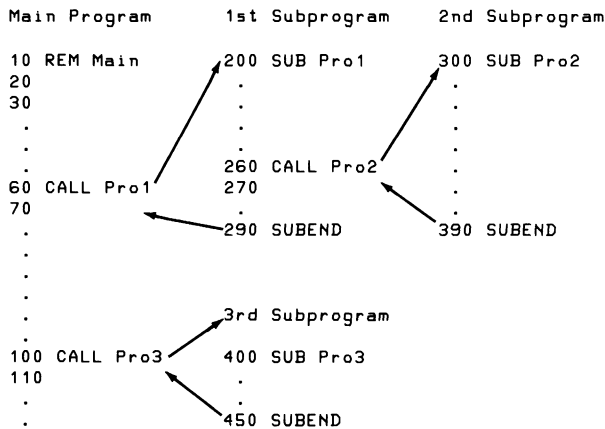 Main Program 1st Subprogram 2nd Subprogram
10 REM Main 200 SUB Pro1 300 SUB Pro2
20 . .
30 . .
. . .
. . .
. 260 CALL Pro2 .
60 CALL Pro1 270 .
70 . .
. 290 SUBEND 390 SUBEND
.
.
.
. 3rd Subprogram
.
100 CALL Pro3 400 SUB Pro3
110 .
. .
. 450 SUBEND